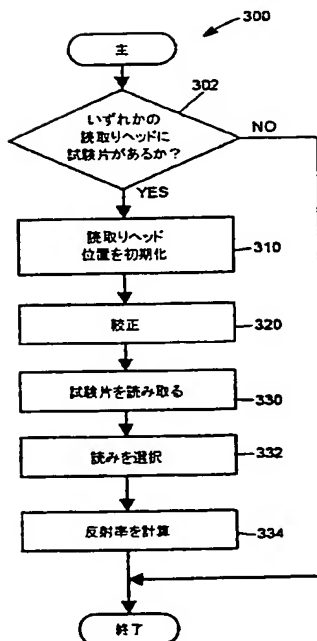 300
主
302
いずれかの
読取りヘッドに
試験片があるか？
NO
YES
読取りヘッド
位置を初期化
310
較正
320
試験片を読み取る
330
読みを選択
332
反射率を計算
334
終了